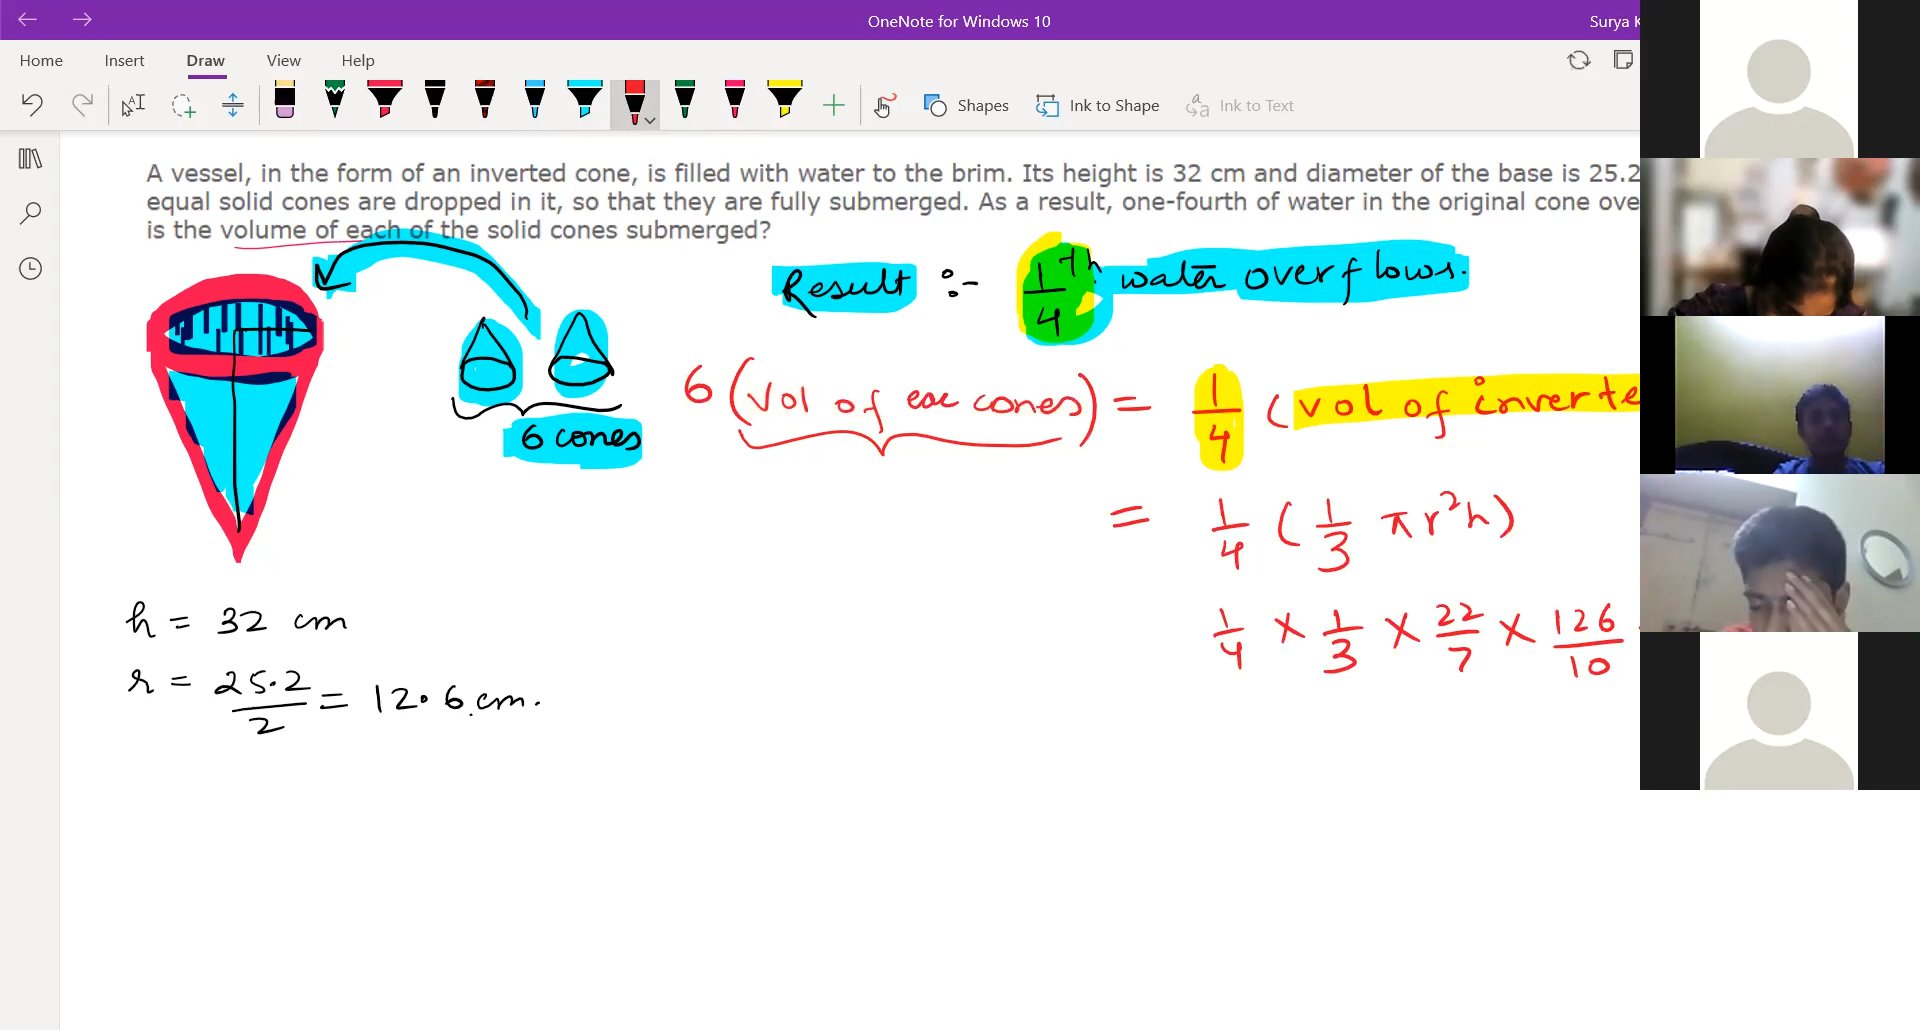 OneNote for Windows 10
Surya K
Home Insert Draw View Help
Shapes Ink to Shape Ink to Text
A vessel, in the form of an inverted cone, is filled with water to the brim. Its height is 32 cm and diameter of the base is 25.2
equal solid cones are dropped in it, so that they are fully submerged. As a result, one-fourth of water in the original cone ove
is the volume of each of the solid cones submerged?
Result :- 1/4 th water overflows.
6 (Vol of eac cones) = 1/4 (vol of inverte
6 cones
= 1/4 (1/3 πr²h)
h = 32 cm
1/4 × 1/3 × 22/7 × 126/10
r = 25.2/2 = 12.6 cm.